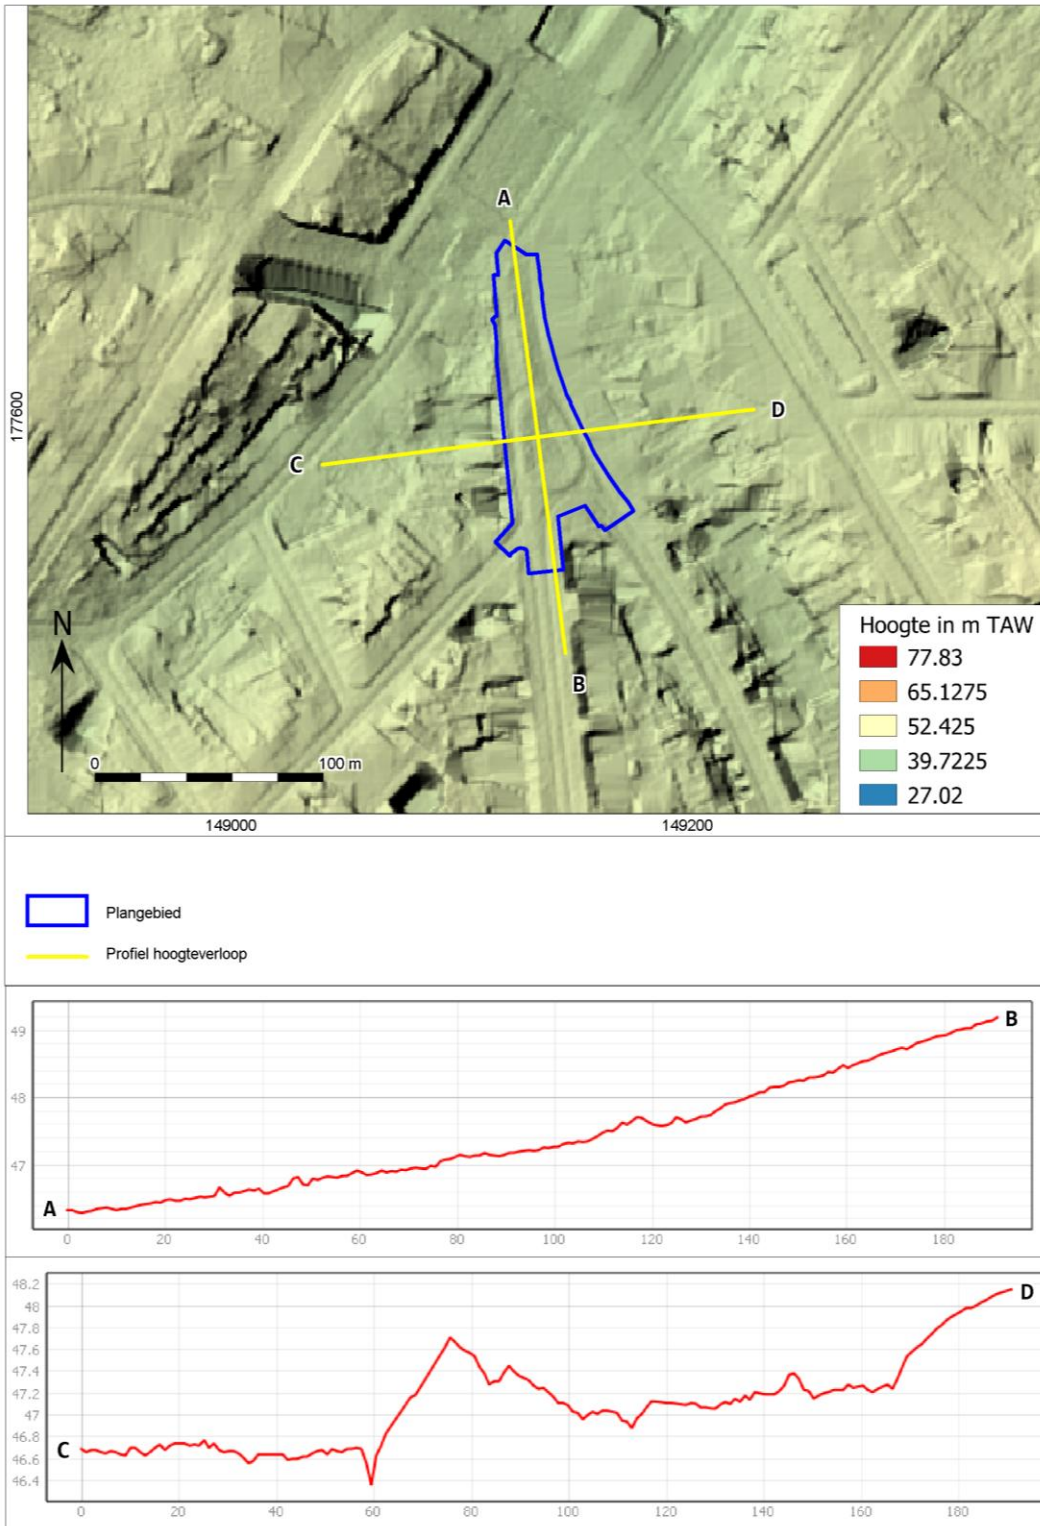 A
177600
D
C
N
B
0 100 m
Hoogte in m TAW
77.83
65.1275
52.425
39.7225
27.02
149000 149200
Plangebied
Profiel hoogteverloop
49 B
48
47
A
0 20 40 60 80 100 120 140 160 180
48.2 D
48
47.8
47.6
47.4
47.2
47
46.8
C
46.6
46.4
0 20 40 60 80 100 120 140 160 180